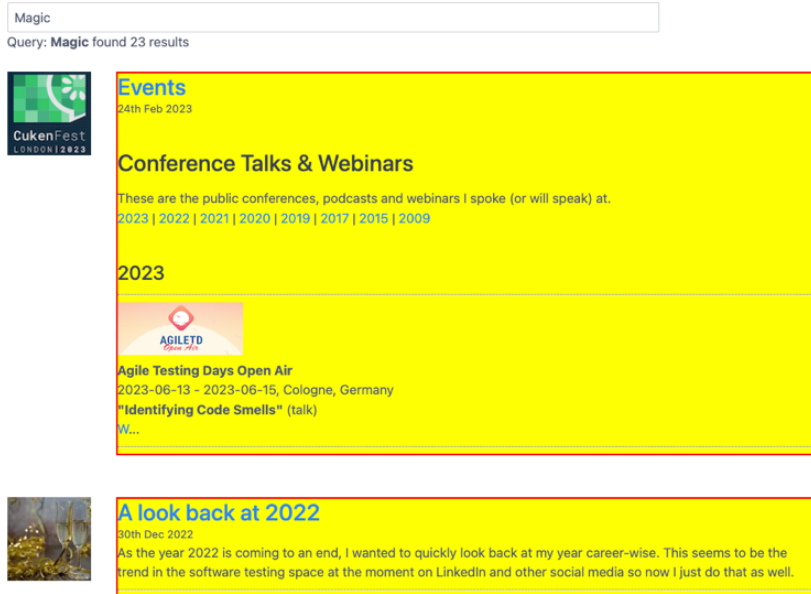 Magic
Query: Magic found 23 results
CukenFest
LONDON|2023
Events
24th Feb 2023
Conference Talks & Webinars
These are the public conferences, podcasts and webinars I spoke (or will speak) at.
2023 | 2022 | 2021 | 2020 | 2019 | 2017 | 2015 | 2009
2023
AGILETD
Open Air
Agile Testing Days Open Air
2023-06-13 - 2023-06-15, Cologne, Germany
"Identifying Code Smells" (talk)
W...
A look back at 2022
30th Dec 2022
As the year 2022 is coming to an end, I wanted to quickly look back at my year career-wise. This seems to be the
trend in the software testing space at the moment on LinkedIn and other social media so now I just do that as well.